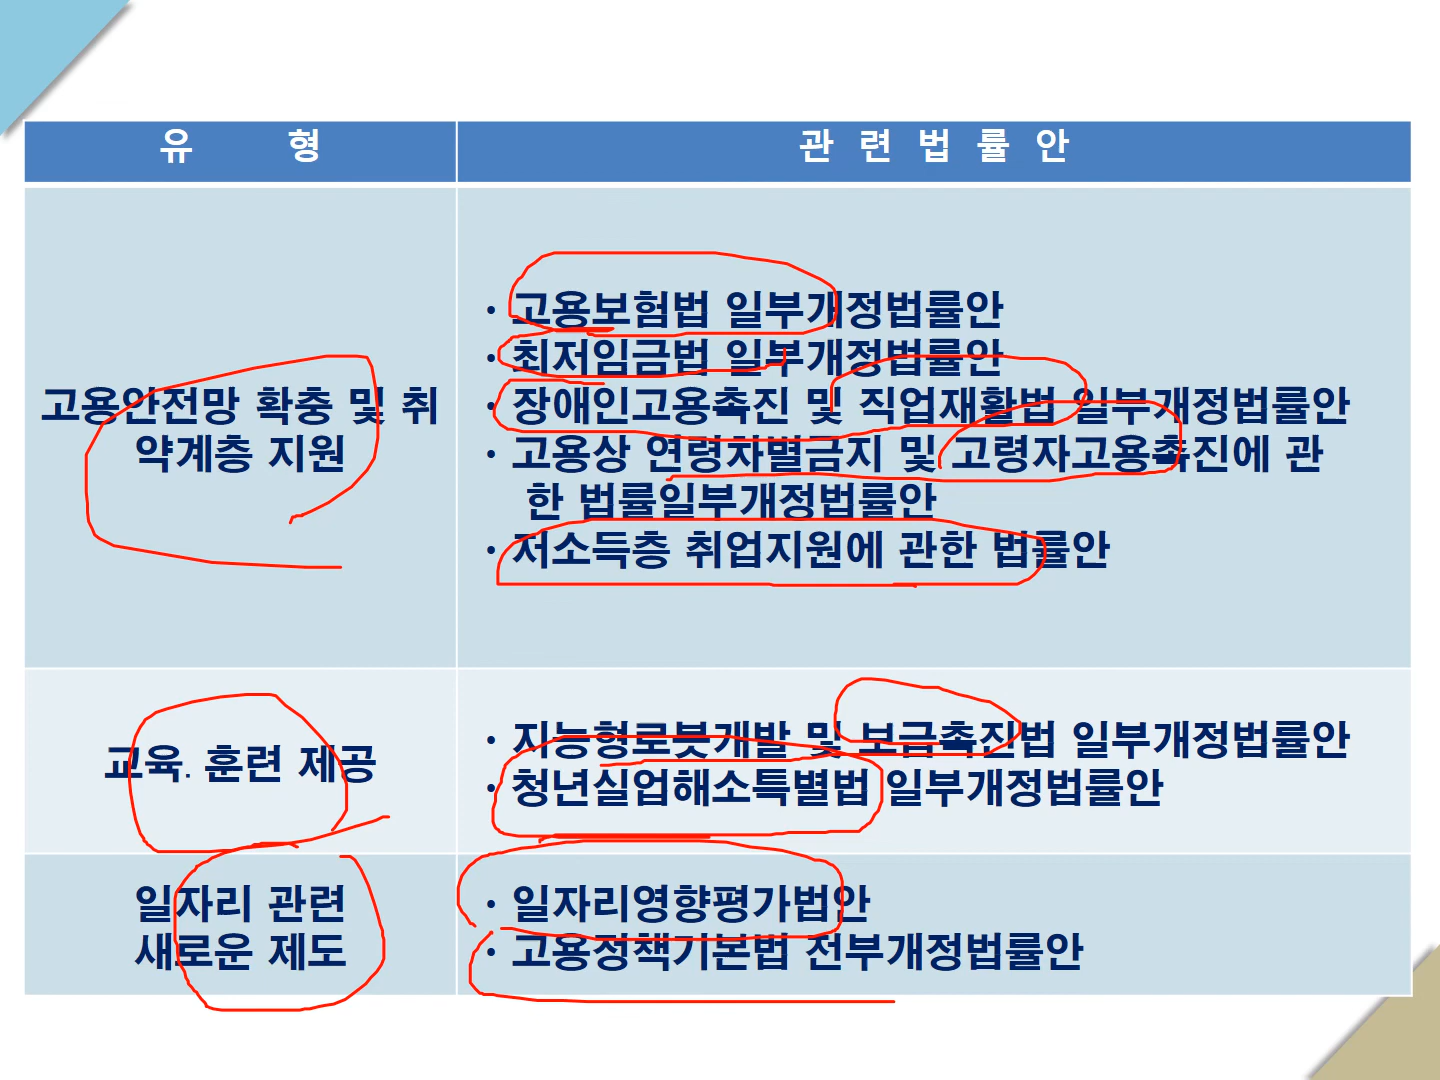 유 형
관 련 법 률 안
고용안전망 확충 및 취
약계층 지원
• 고용보험법 일부개정법률안
• 최저임금법 일부개정법률안
• 장애인고용촉진 및 직업재활법 일부개정법률안
• 고용상 연령차별금지 및 고령자고용촉진에 관
한 법률일부개정법률안
• 저소득층 취업지원에 관한 법률안
교육. 훈련 제공
• 지능형로봇개발 및 보급촉진법 일부개정법률안
• 청년실업해소특별법 일부개정법률안
일자리 관련
새로운 제도
• 일자리영향평가법안
• 고용정책기본법 전부개정법률안